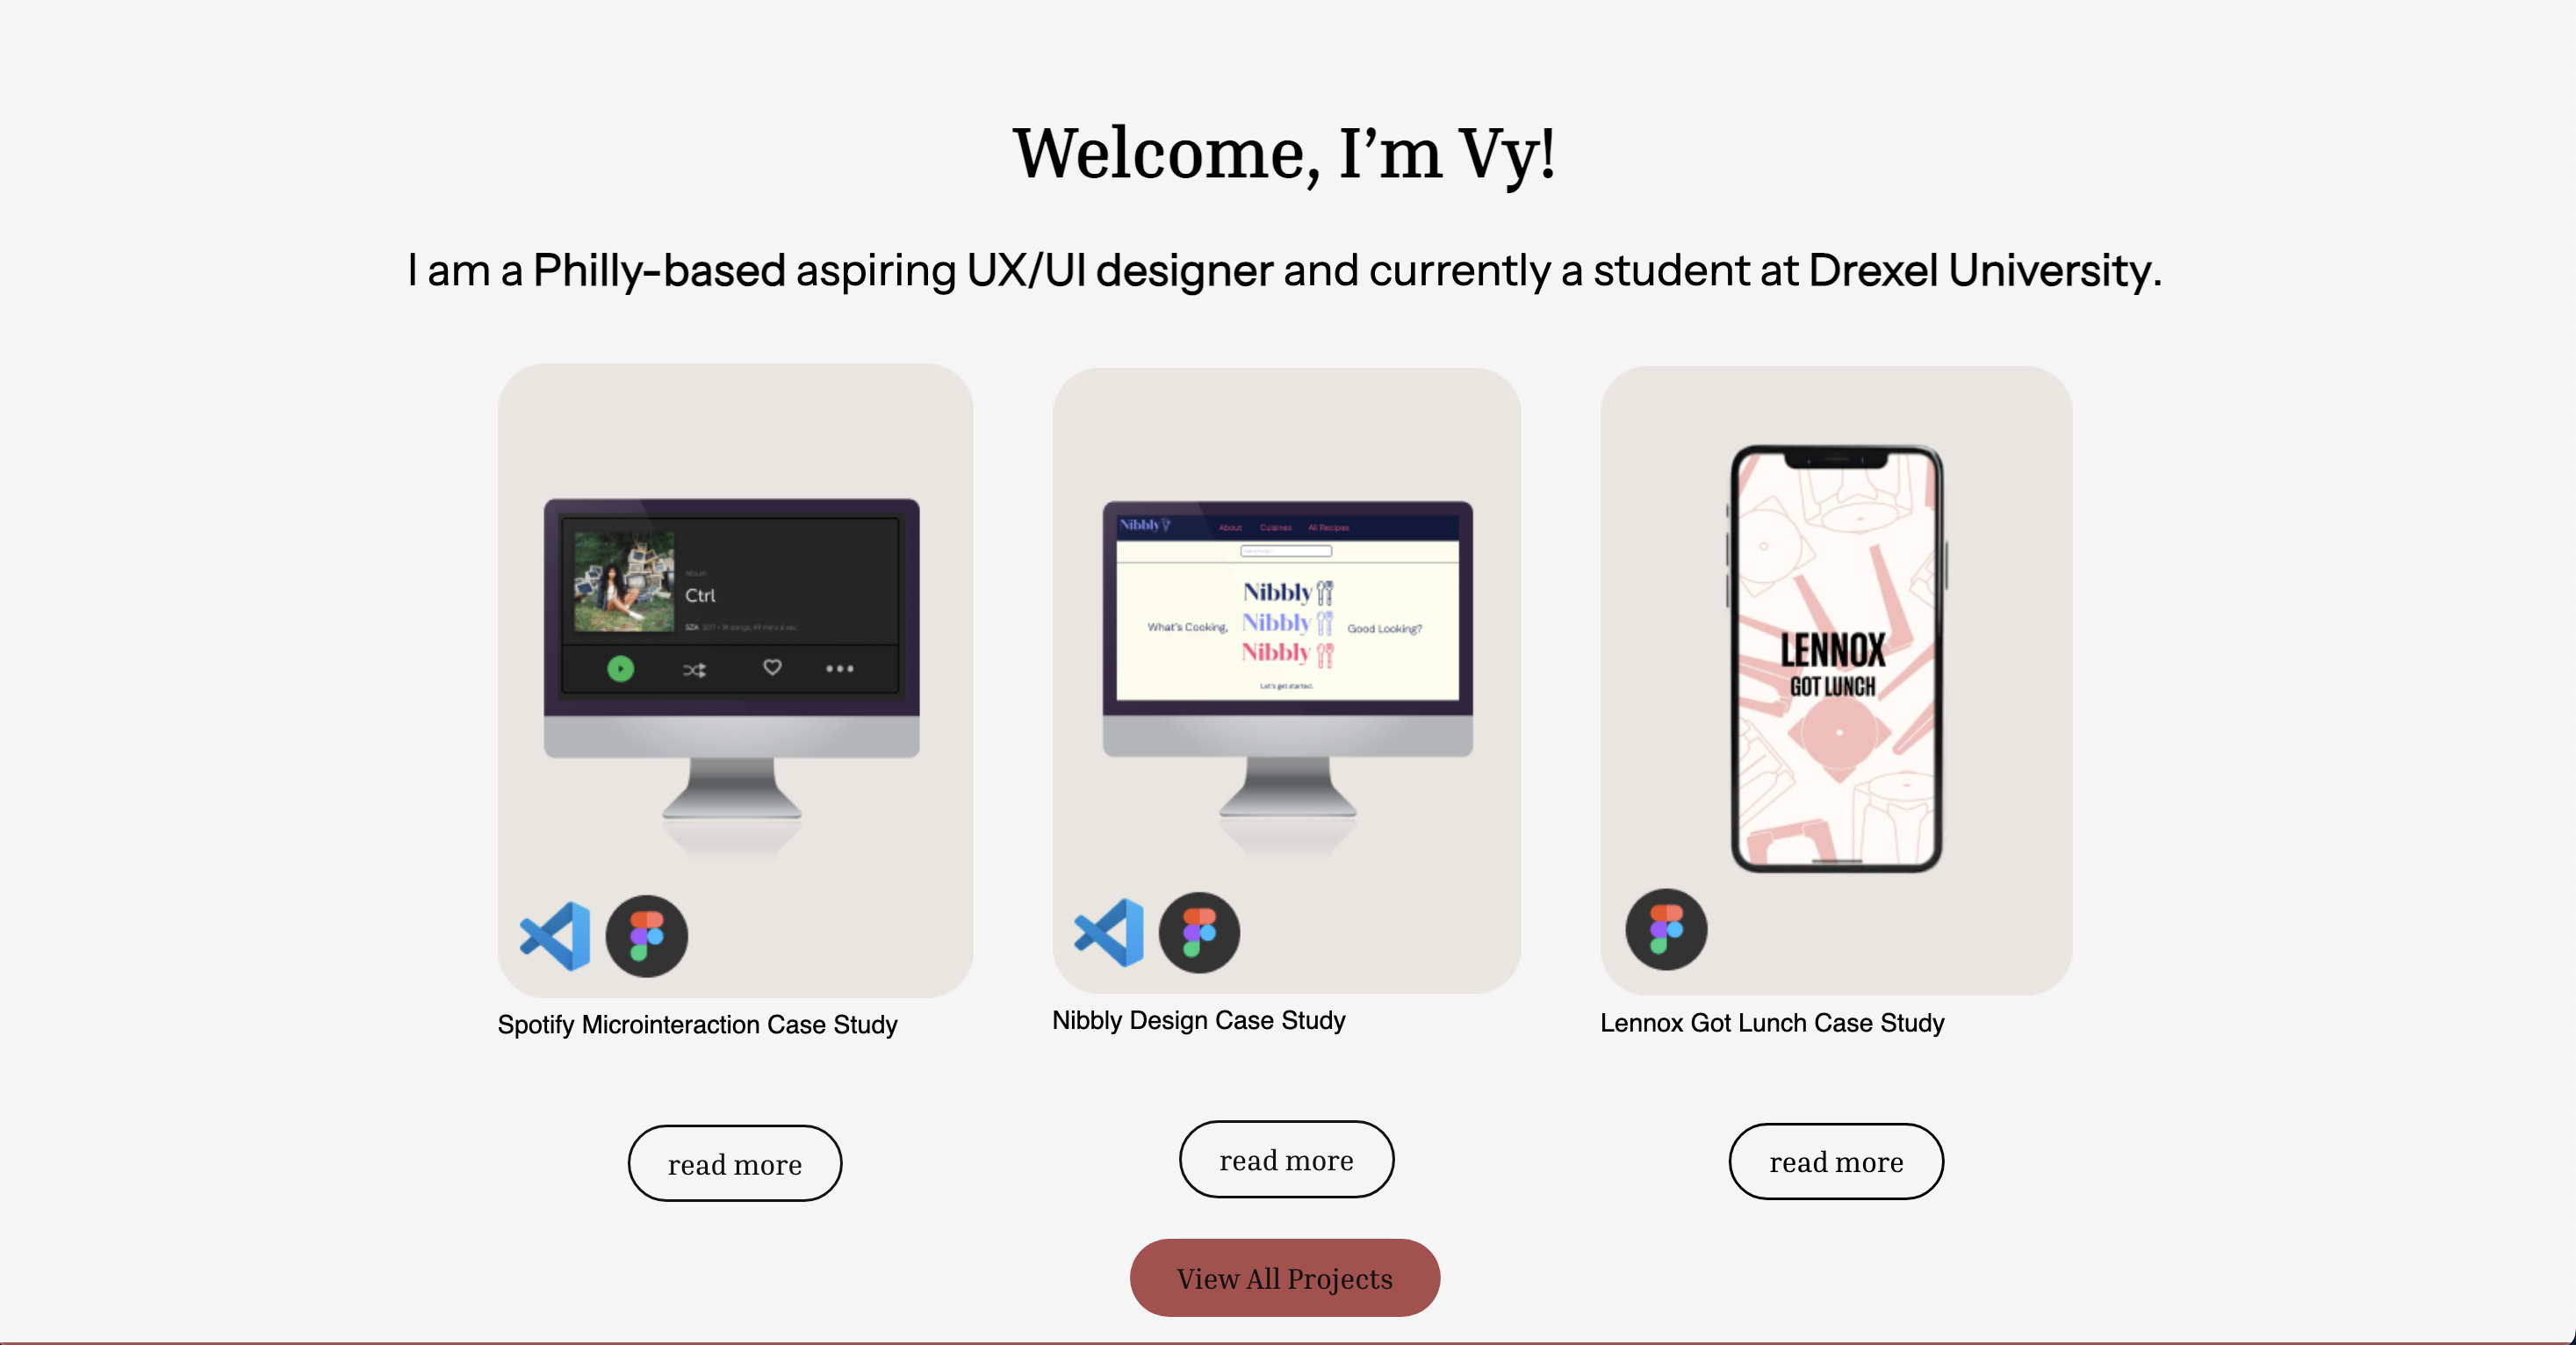 Welcome, I’m Vy!
I am a Philly-based aspiring UX/UI designer and currently a student at Drexel University.
Album
Ctrl
SZA 2017 • 14 songs, 49 mins
Spotify Microinteraction Case Study
read more
Nibbly
About Cuisines All Recipes
Nibbly
What's Cooking, Nibbly Good Looking?
Nibbly
Let's get started.
Nibbly Design Case Study
read more
LENNOX
GOT LUNCH
Lennox Got Lunch Case Study
read more
View All Projects